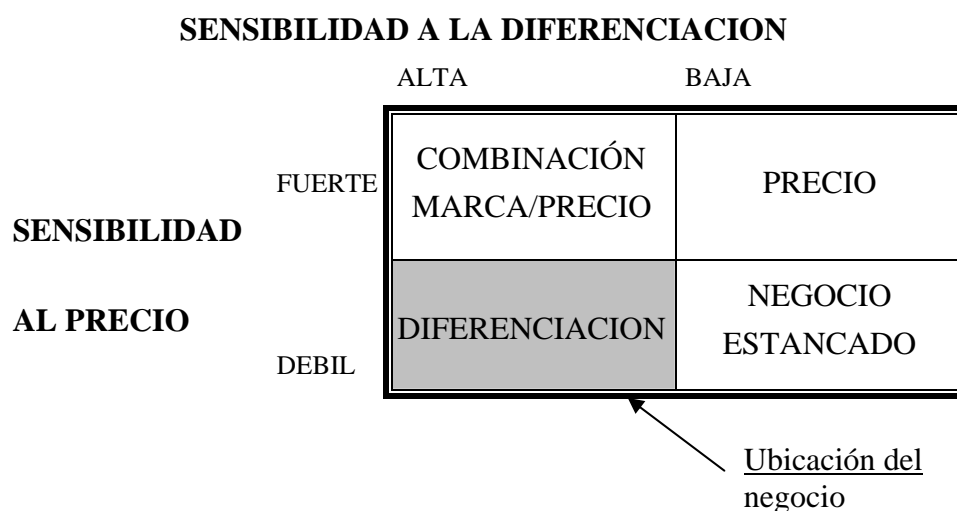 SENSIBILIDAD A LA DIFERENCIACION
ALTA
BAJA
FUERTE
COMBINACIÓN
MARCA/PRECIO
PRECIO
SENSIBILIDAD
AL PRECIO
DEBIL
DIFERENCIACION
NEGOCIO
ESTANCADO
Ubicación del
negocio